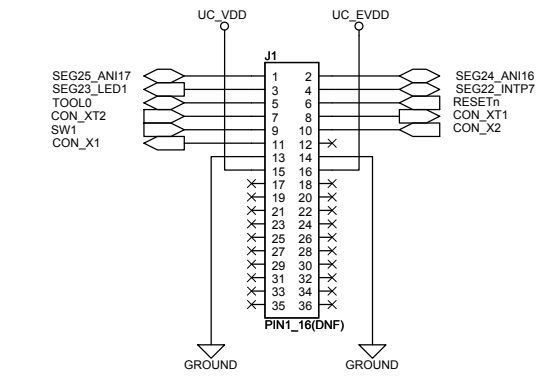 UC_VDD UC_EVDD
J1
SEG25_ANI17 1 2 SEG24_ANI16
SEG23_LED1 3 4 SEG22_INTP7
TOOL0 5 6 RESETn
CON_XT2 7 8 CON_XT1
SW1 9 10 CON_X2
CON_X1 11 12
13 14
15 16
17 18
19 20
21 22
23 24
25 26
27 28
29 30
31 32
33 34
35 36
PIN1_16(DNF)
GROUND GROUND